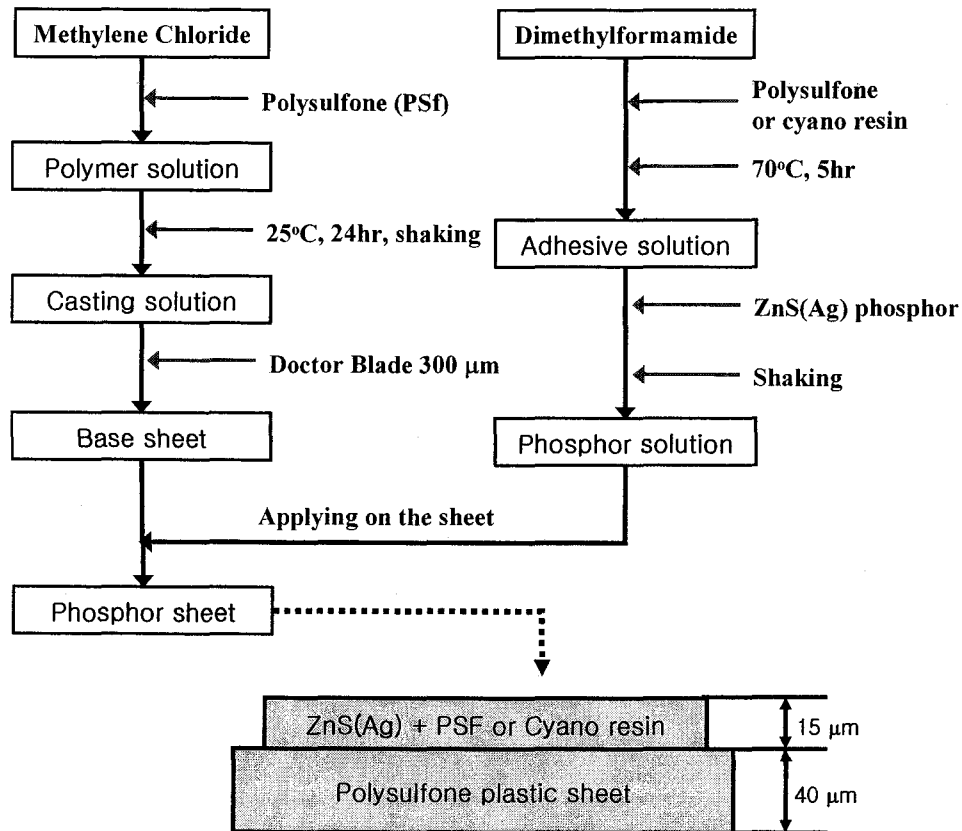 Methylene Chloride
Polysulfone (PSf)
Polymer solution
25°C, 24hr, shaking
Casting solution
Doctor Blade 300 μm
Base sheet
Dimethylformamide
Polysulfone
or cyano resin
70°C, 5hr
Adhesive solution
ZnS(Ag) phosphor
Shaking
Phosphor solution
Applying on the sheet
Phosphor sheet
ZnS(Ag) + PSF or Cyano resin
15 μm
Polysulfone plastic sheet
40 μm